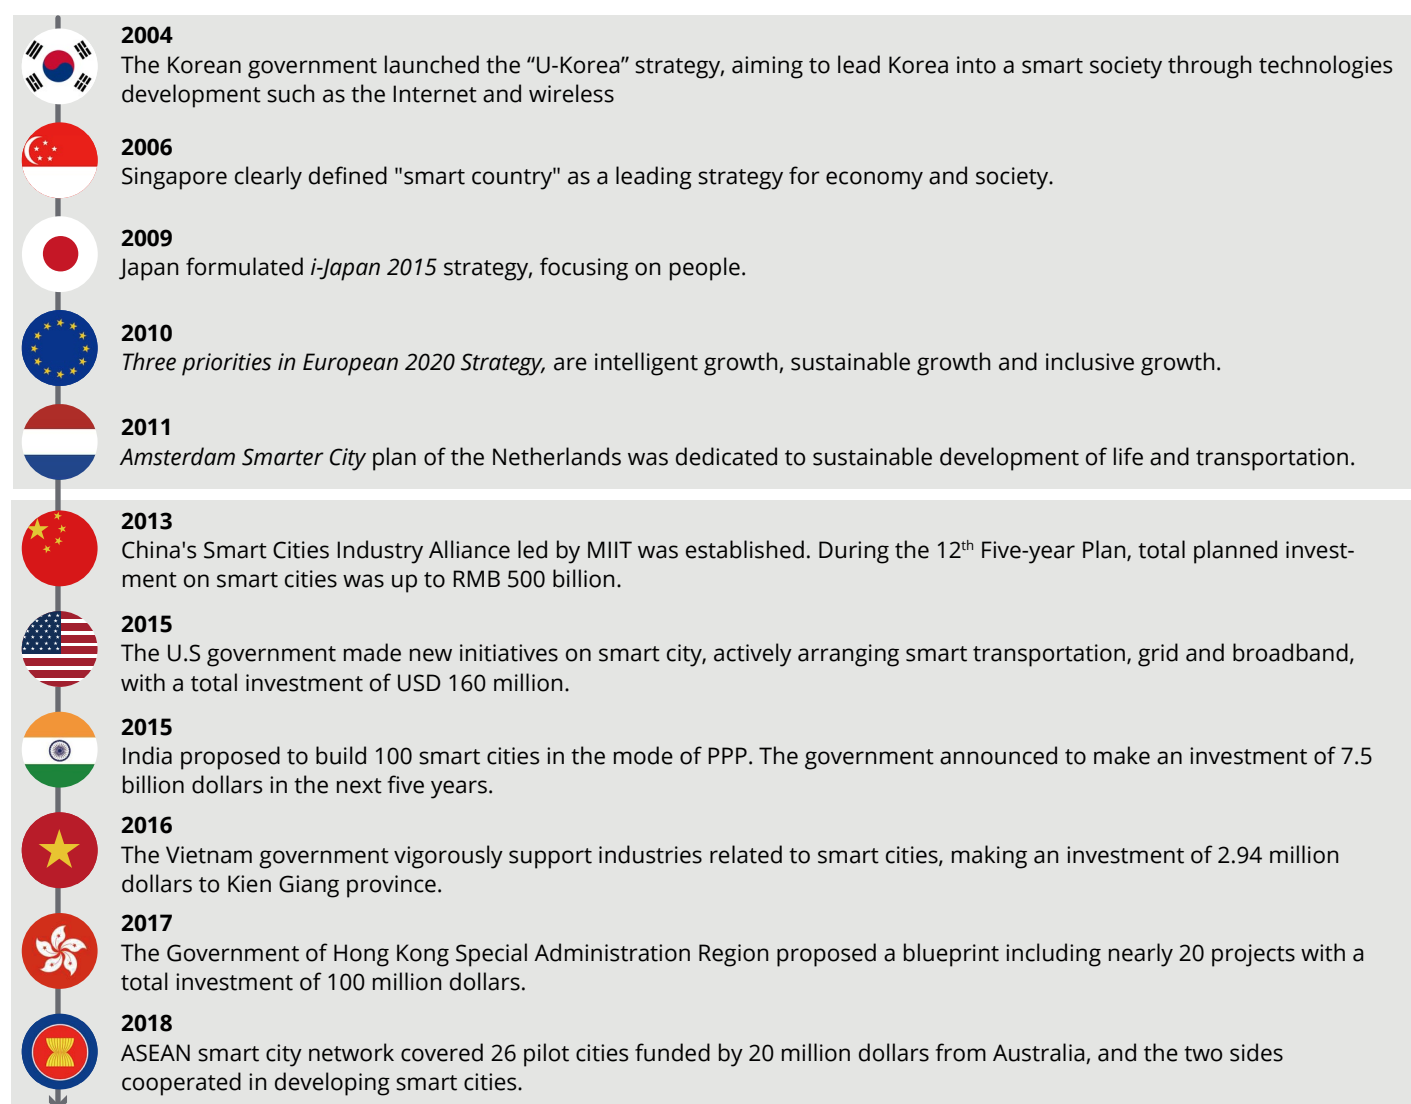 2004
The Korean government launched the “U-Korea” strategy, aiming to lead Korea into a smart society through technologies
development such as the Internet and wireless
2006
Singapore clearly defined "smart country" as a leading strategy for economy and society.
2009
Japan formulated i-Japan 2015 strategy, focusing on people.
2010
Three priorities in European 2020 Strategy, are intelligent growth, sustainable growth and inclusive growth.
2011
Amsterdam Smarter City plan of the Netherlands was dedicated to sustainable development of life and transportation.
2013
China's Smart Cities Industry Alliance led by MIIT was established. During the 12th Five-year Plan, total planned invest-
ment on smart cities was up to RMB 500 billion.
2015
The U.S government made new initiatives on smart city, actively arranging smart transportation, grid and broadband,
with a total investment of USD 160 million.
2015
India proposed to build 100 smart cities in the mode of PPP. The government announced to make an investment of 7.5
billion dollars in the next five years.
2016
The Vietnam government vigorously support industries related to smart cities, making an investment of 2.94 million
dollars to Kien Giang province.
2017
The Government of Hong Kong Special Administration Region proposed a blueprint including nearly 20 projects with a
total investment of 100 million dollars.
2018
ASEAN smart city network covered 26 pilot cities funded by 20 million dollars from Australia, and the two sides
cooperated in developing smart cities.